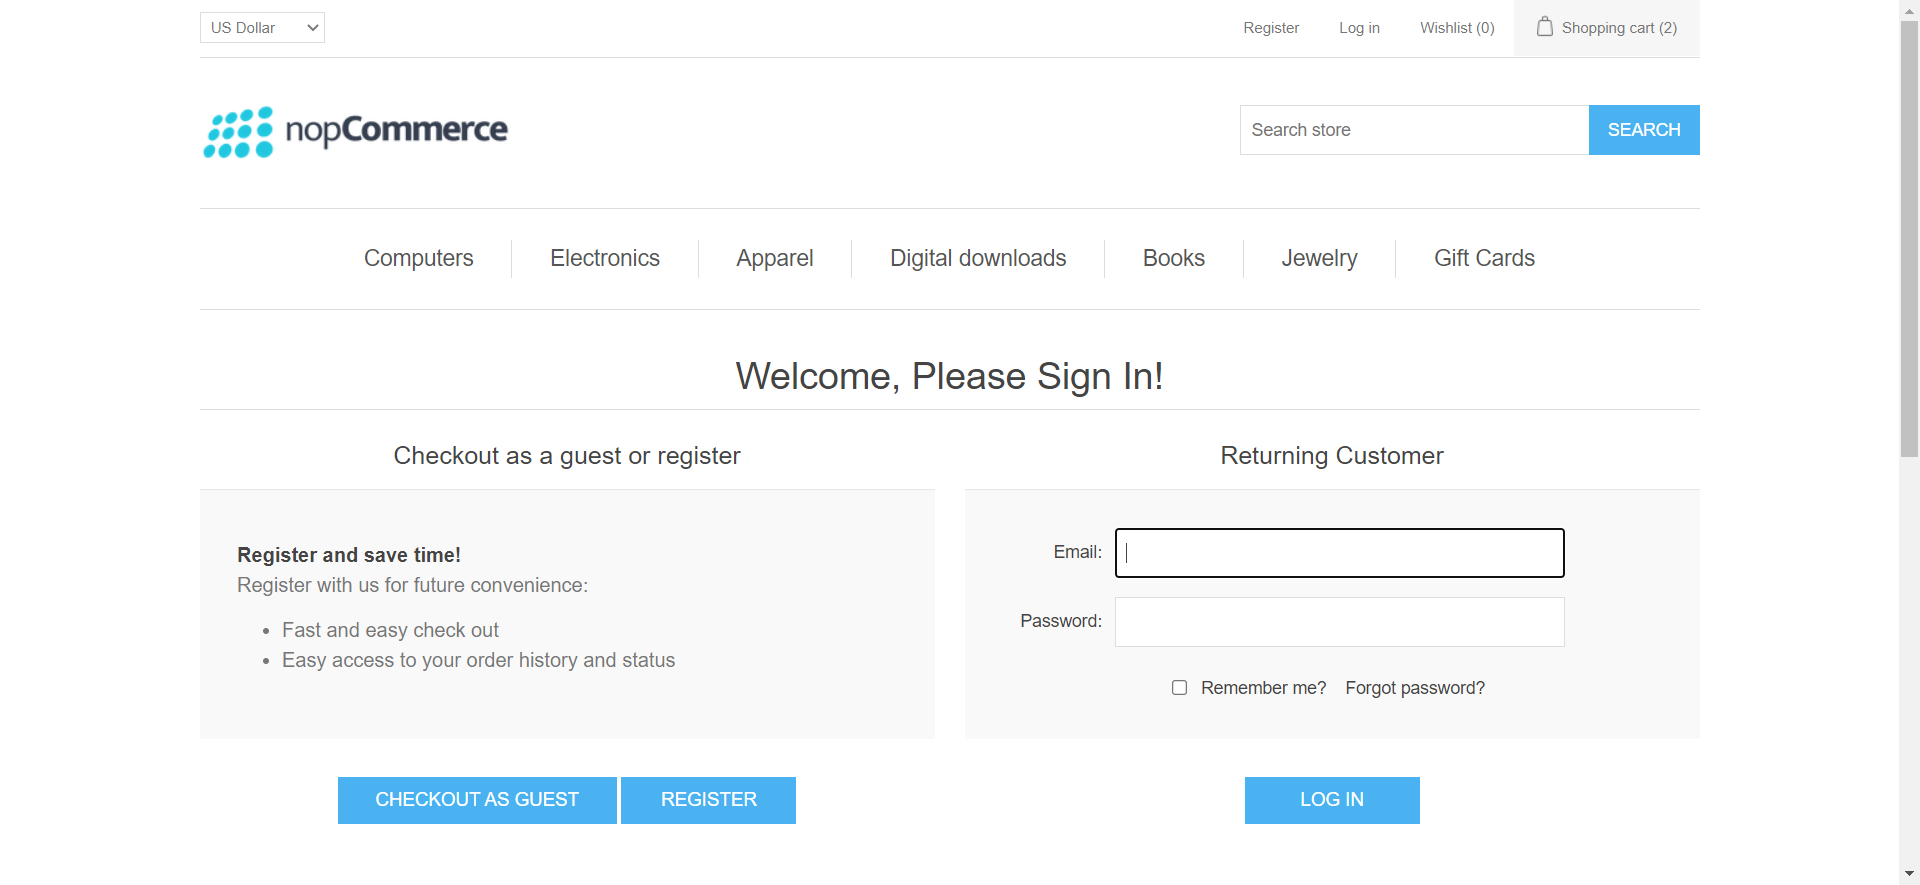 US Dollar
Register
Log in
Wishlist (0)
Shopping cart (2)
nopCommerce
Search store
SEARCH
Computers
Electronics
Apparel
Digital downloads
Books
Jewelry
Gift Cards
Welcome, Please Sign In!
Checkout as a guest or register
Register and save time!
Register with us for future convenience:
Fast and easy check out
Easy access to your order history and status
CHECKOUT AS GUEST
REGISTER
Returning Customer
Email:
Password:
Remember me?
Forgot password?
LOG IN